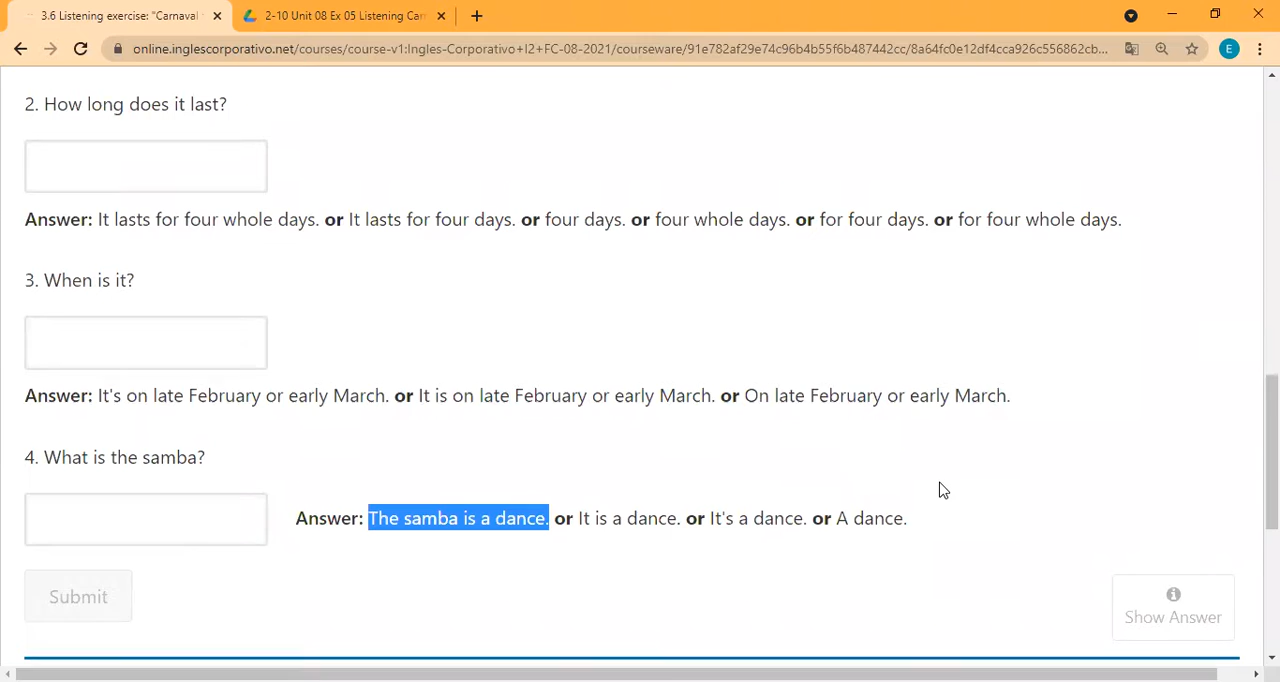 3.6 Listening exercise: "Carnaval
2-10 Unit 08 Ex 05 Listening Car
online.inglescorporativo.net/courses/course-v1:Ingles-Corporativo+I2+FC-08-2021/courseware/91e782af29e74c96b4b55f6b487442cc/8a64fc0e12df4cca926c556862cb...
E
2. How long does it last?
Answer: It lasts for four whole days. or It lasts for four days. or four days. or four whole days. or for four days. or for four whole days.
3. When is it?
Answer: It's on late February or early March. or It is on late February or early March. or On late February or early March.
4. What is the samba?
Answer: The samba is a dance. or It is a dance. or It's a dance. or A dance.
Submit
Show Answer